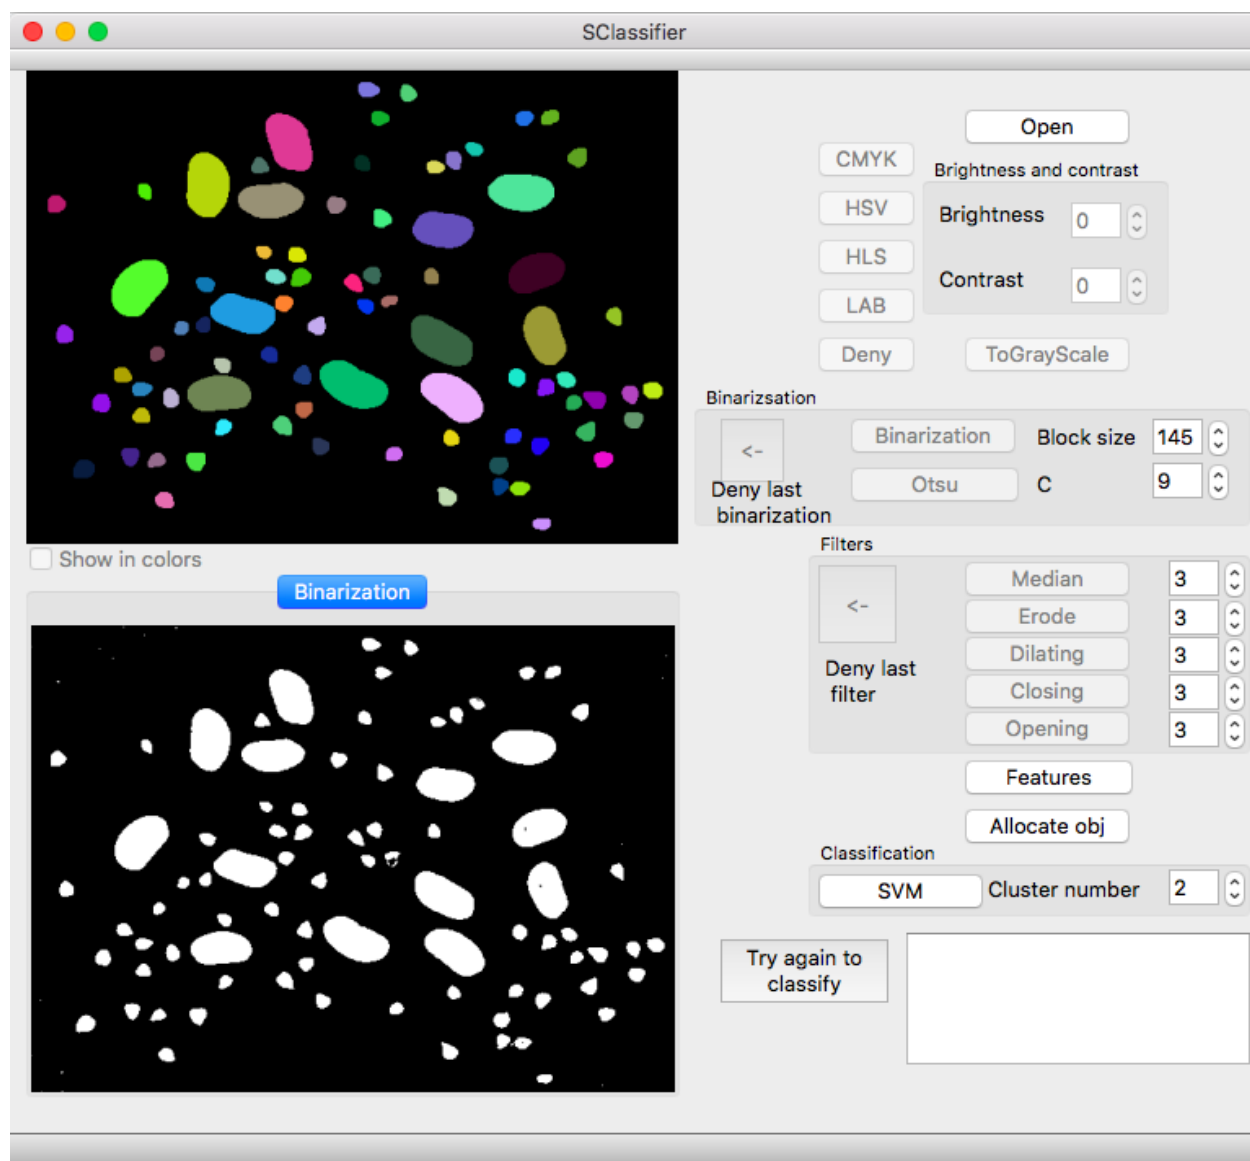 SClassifier
Open
CMYK
Brightness and contrast
HSV
Brightness 0
HLS
Contrast 0
LAB
Deny
ToGrayScale
Binarizsation
<-
Binarization
Block size 145
Deny last
binarization
Otsu
C 9
Show in colors
Binarization
Filters
<-
Deny last
filter
Median 3
Erode 3
Dilating 3
Closing 3
Opening 3
Features
Allocate obj
Classification
SVM
Cluster number 2
Try again to
classify